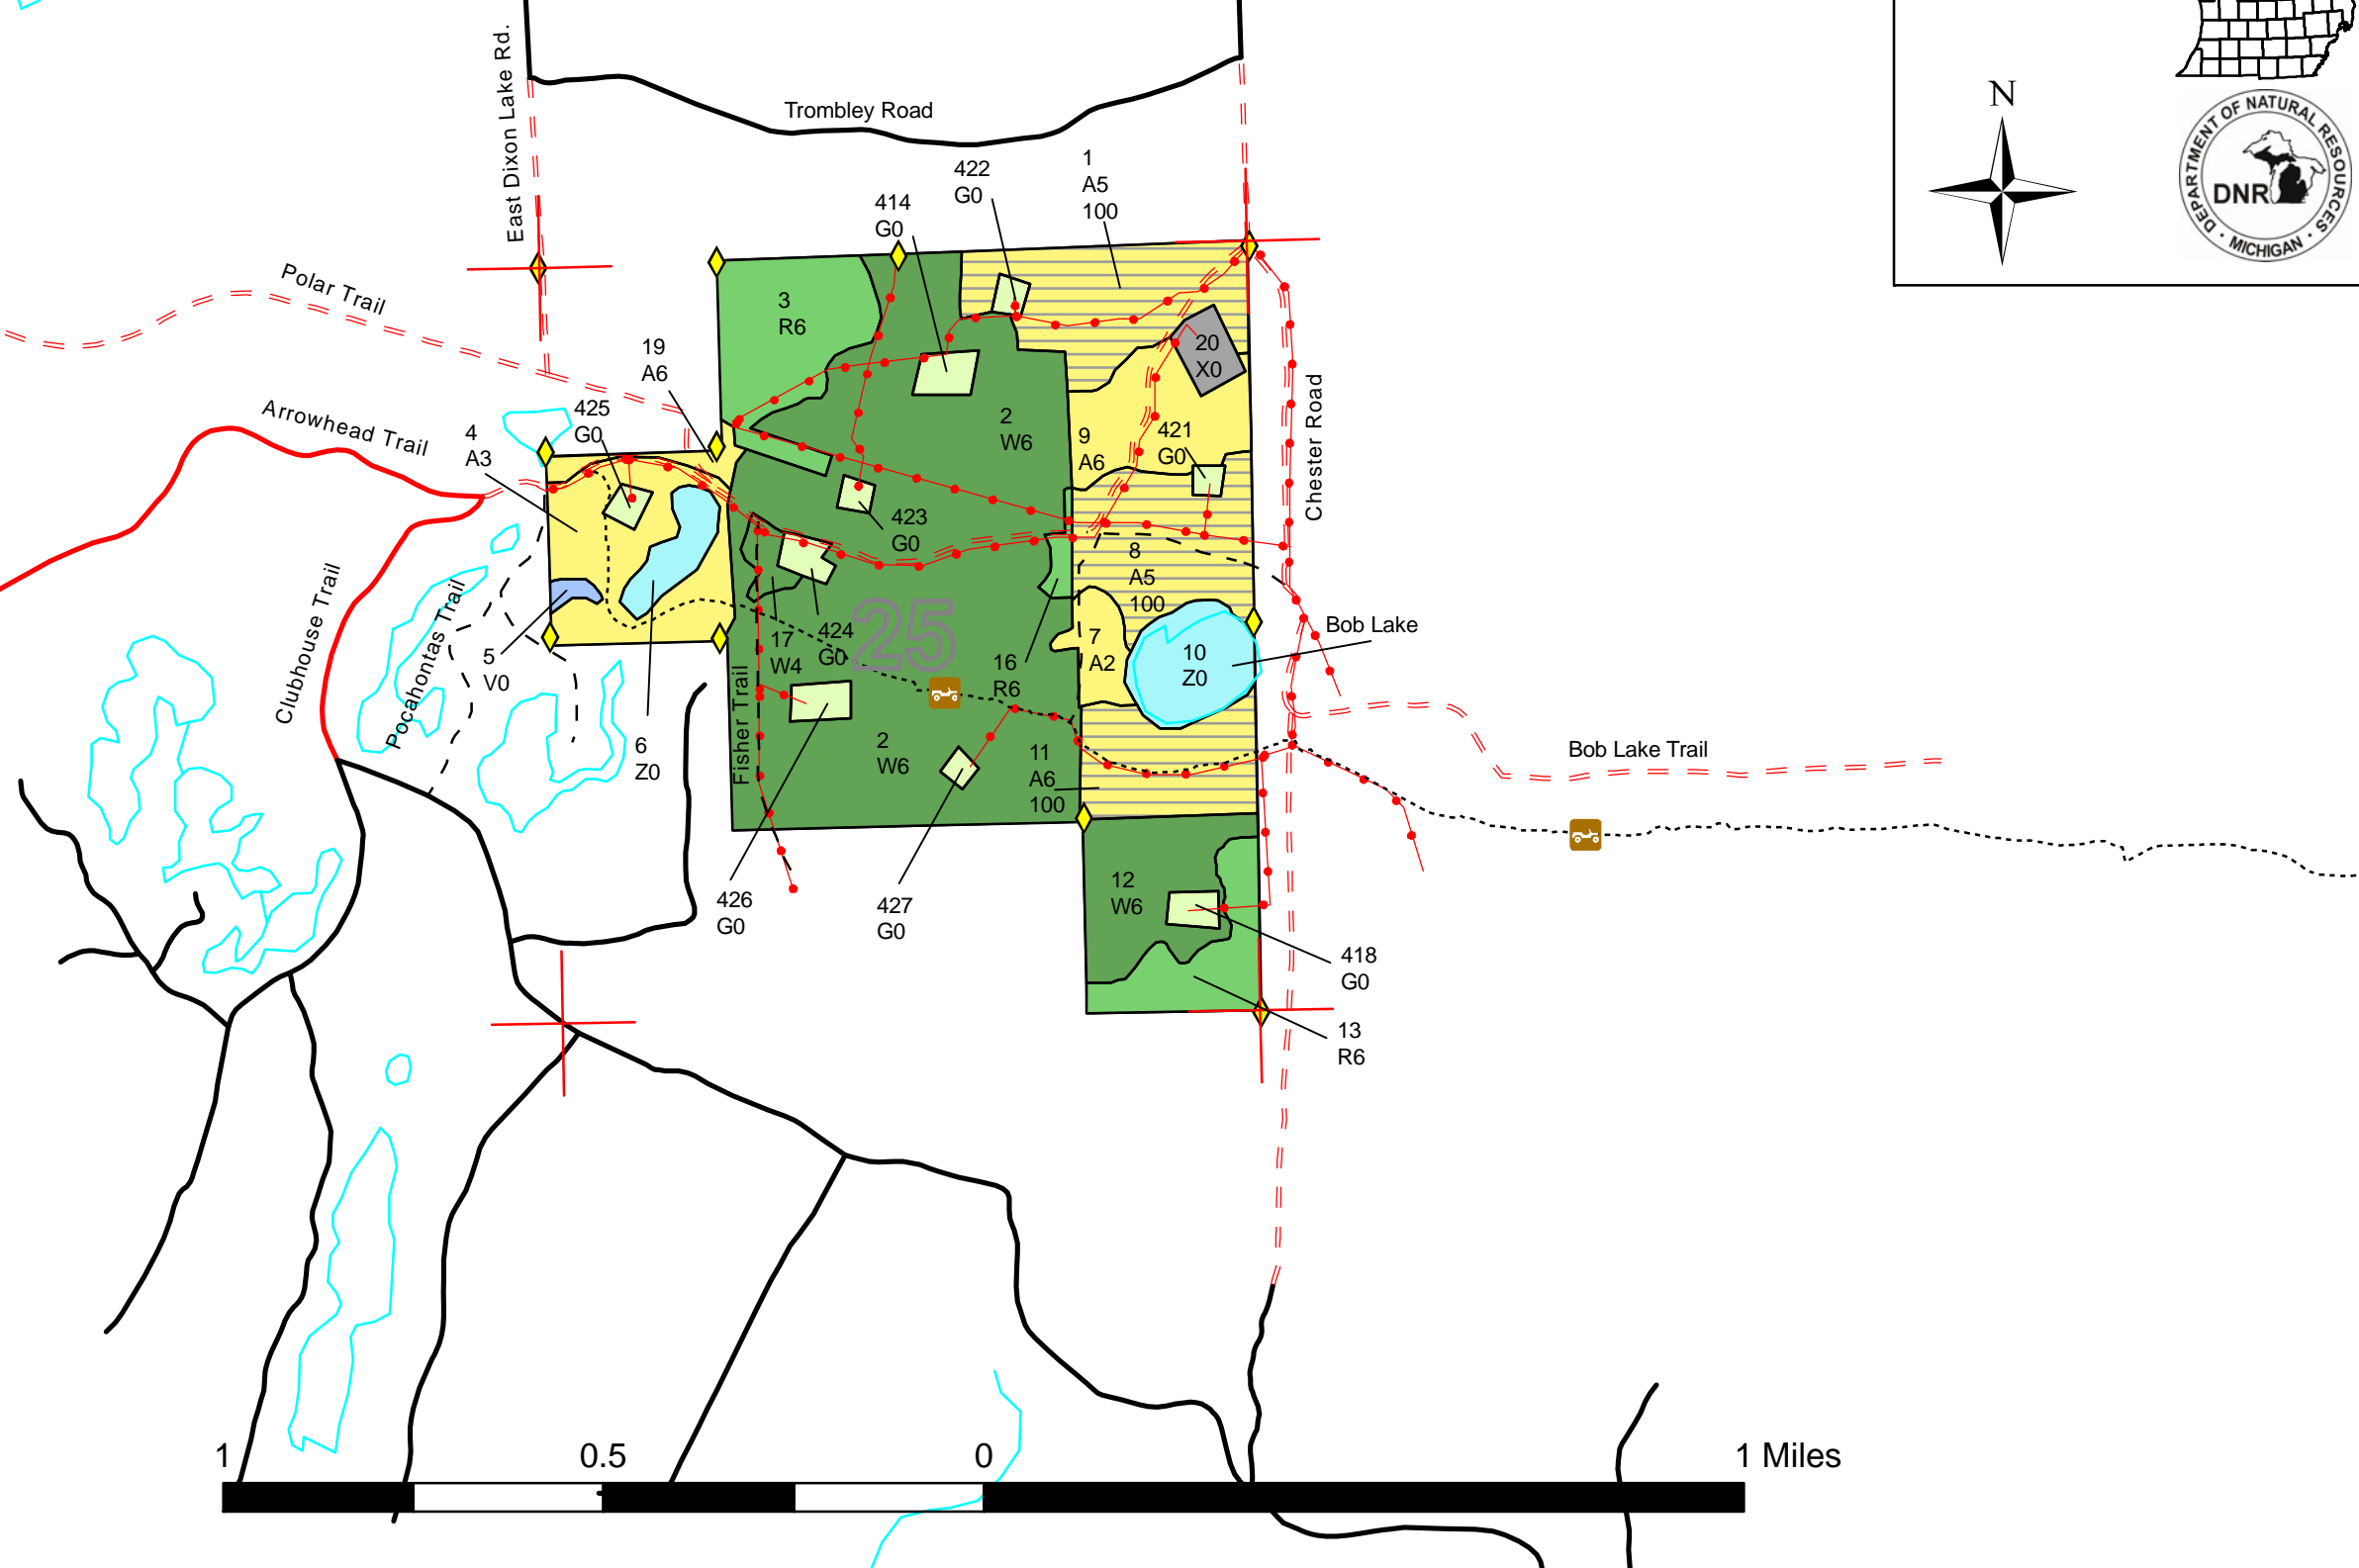 East Dixon Lake Rd.
Trombley Road
N
DEPARTMENT OF NATURAL RESOURCES
DNR
• MICHIGAN •
422
G0
1
A5
100
414
G0
Polar Trail
3
R6
19
A6
20
X0
Arrowhead Trail
425
G0
4
A3
2
W6
9
A6
421
G0
Chester Road
423
G0
8
A5
100
Clubhouse Trail
Pocahontas Trail
25
5
V0
17
W4
424
G0
16
R6
7
A2
10
Z0
Bob Lake
Fisher Trail
6
Z0
2
W6
11
A6
100
Bob Lake Trail
426
G0
427
G0
12
W6
418
G0
13
R6
1
0.5
0
1 Miles